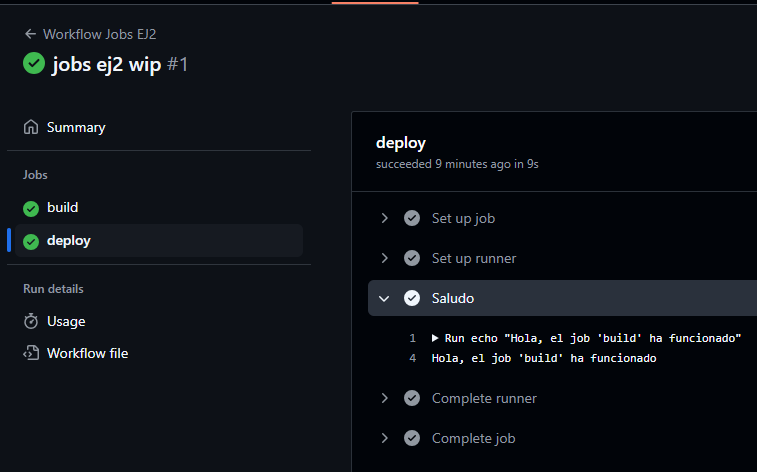 Workflow Jobs EJ2
jobs ej2 wip #1
Summary
Jobs
build
deploy
Run details
Usage
Workflow file
deploy
succeeded 9 minutes ago in 9s
Set up job
Set up runner
Saludo
1 Run echo "Hola, el job 'build' ha funcionado"
4 Hola, el job 'build' ha funcionado
Complete runner
Complete job